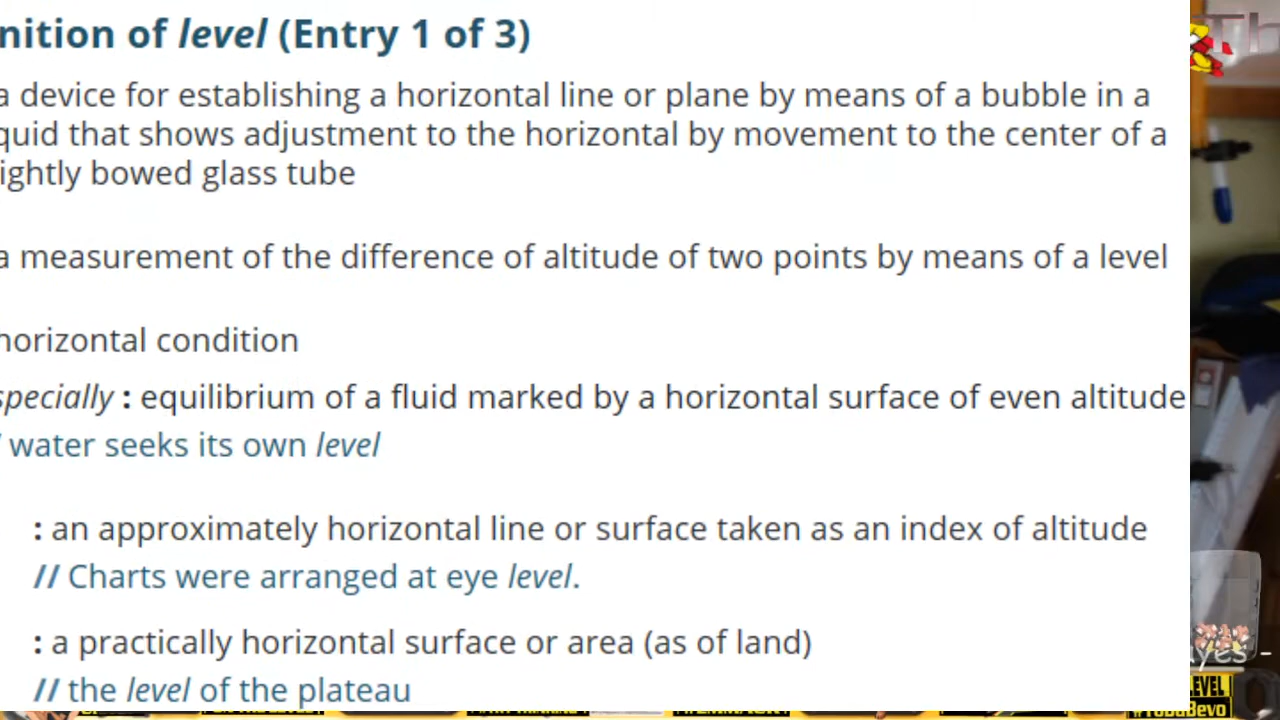 nition of level (Entry 1 of 3)
a device for establishing a horizontal line or plane by means of a bubble in a
quid that shows adjustment to the horizontal by movement to the center of a
ightly bowed glass tube
a measurement of the difference of altitude of two points by means of a level
horizontal condition
specially : equilibrium of a fluid marked by a horizontal surface of even altitude
/ water seeks its own level
: an approximately horizontal line or surface taken as an index of altitude
// Charts were arranged at eye level.
: a practically horizontal surface or area (as of land)
// the level of the plateau
Th
yes -
EVEL
#YoboBevo